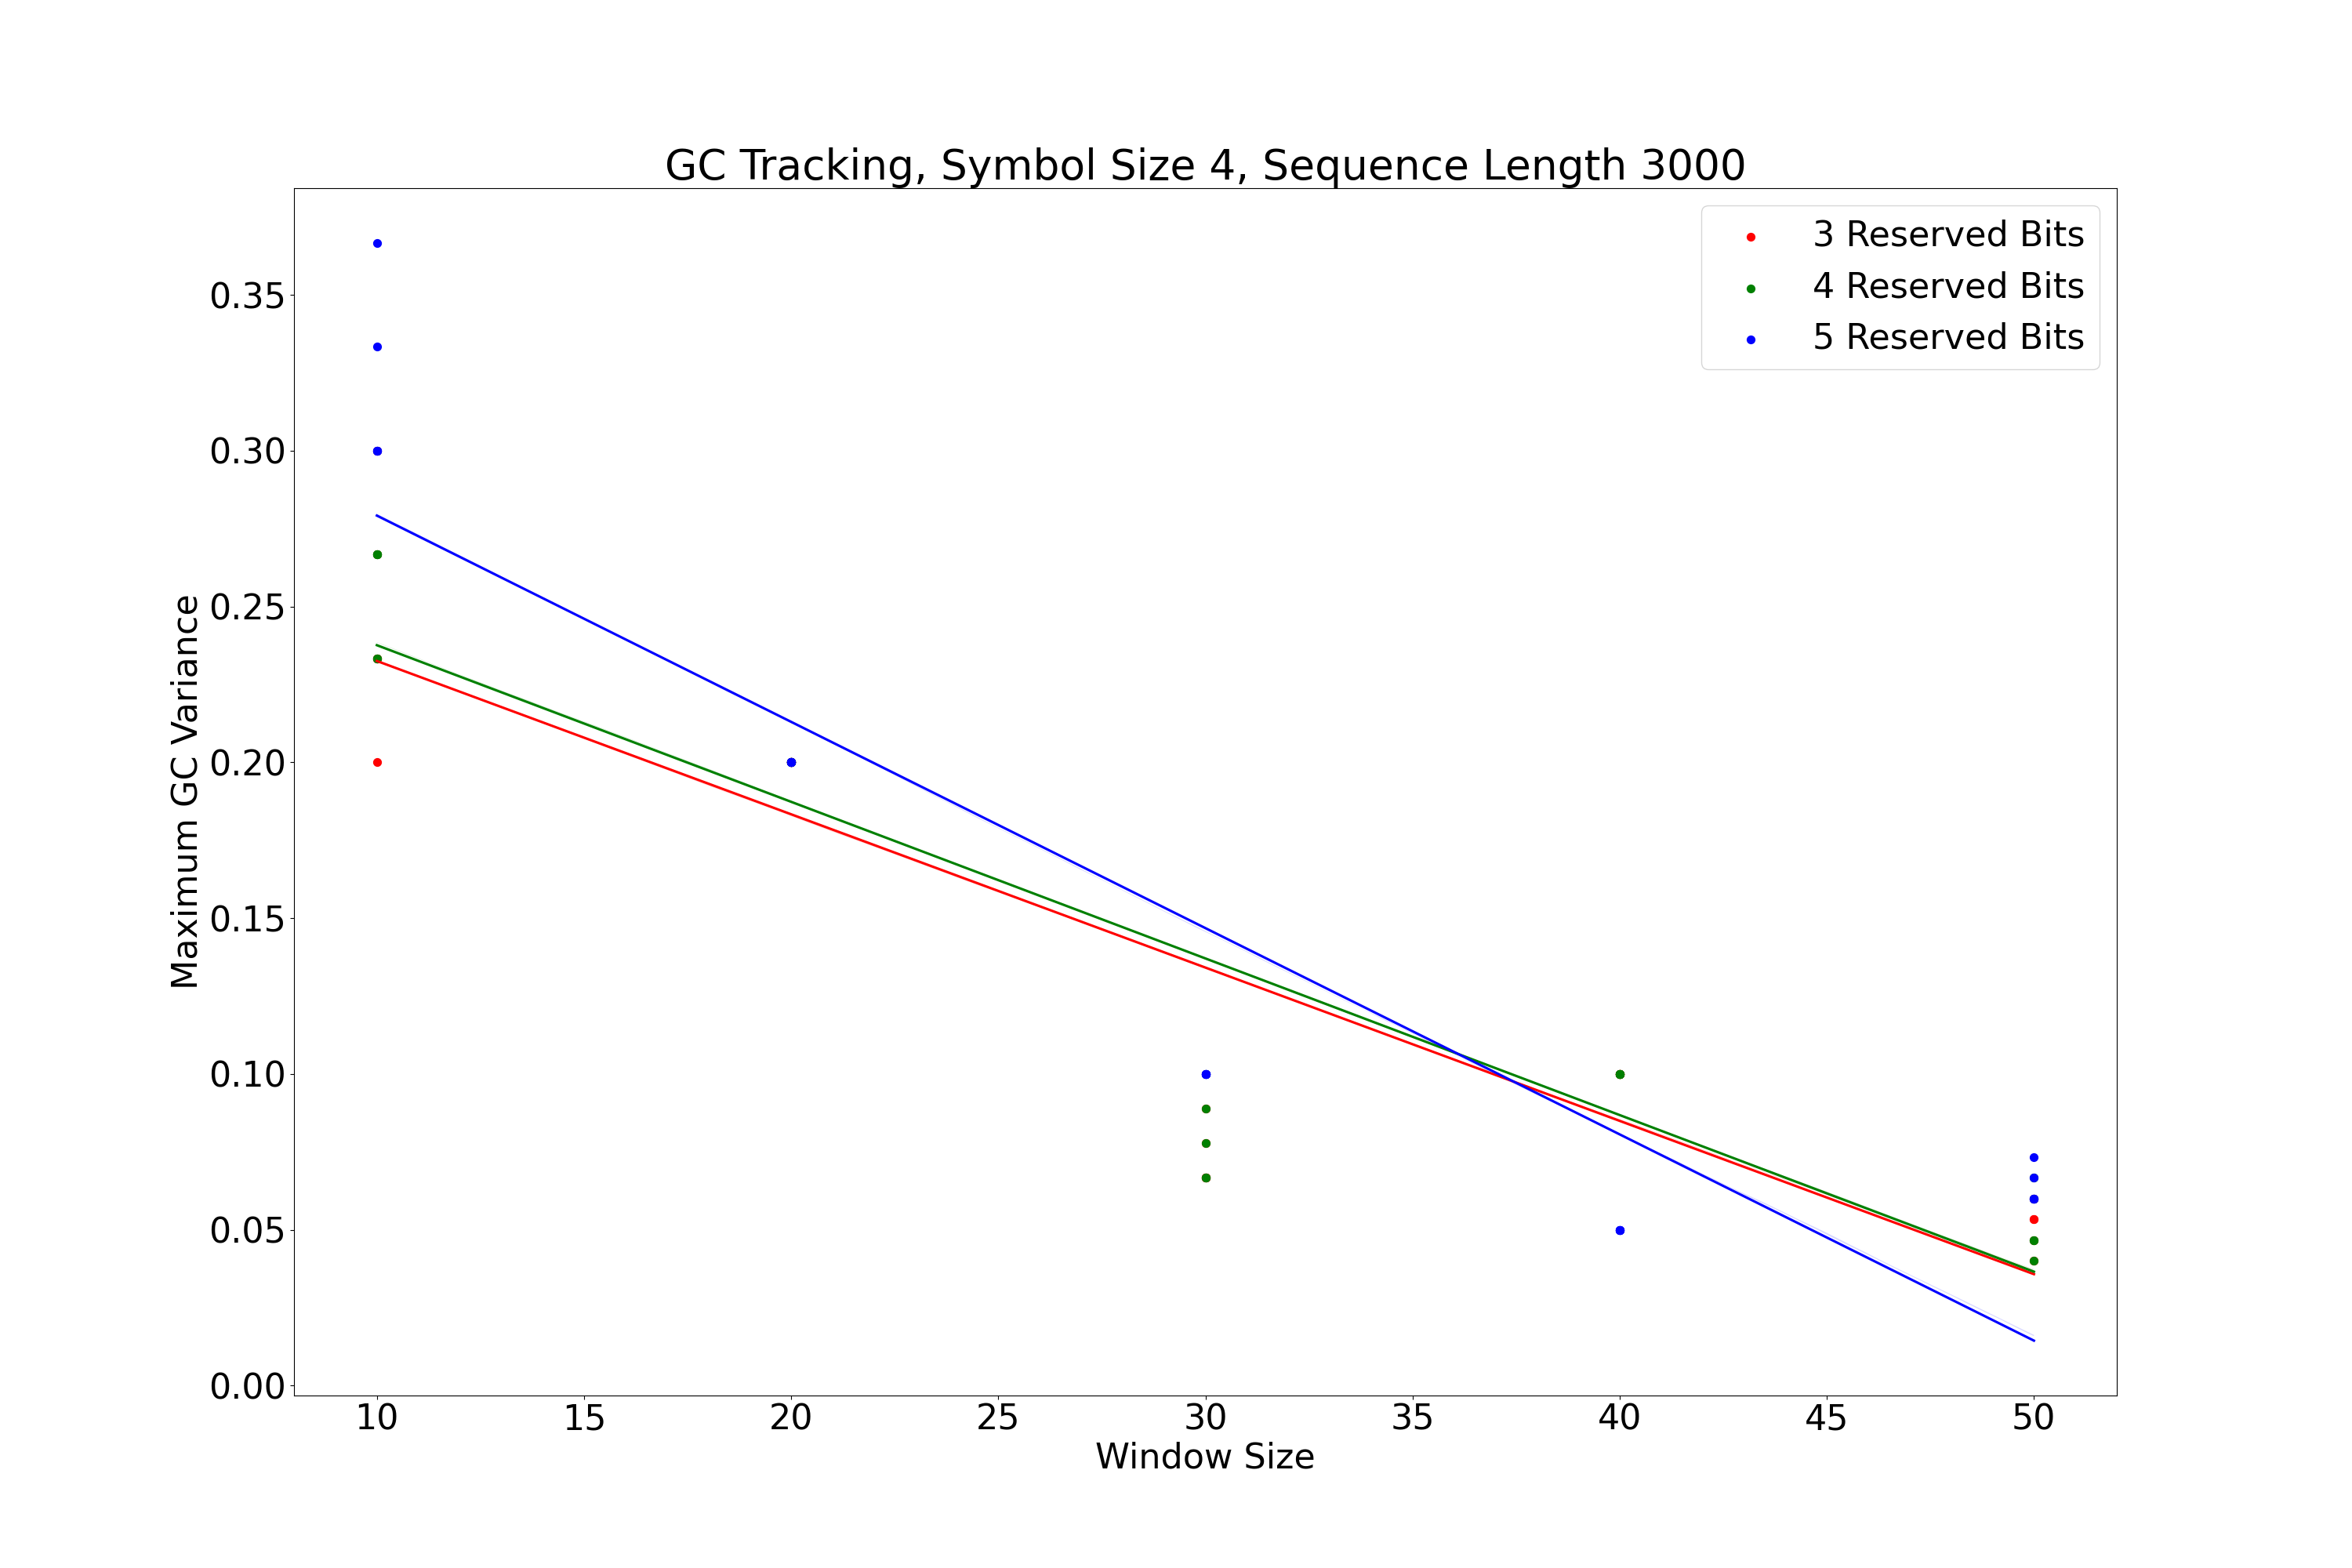 GC Tracking, Symbol Size 4, Sequence Length 3000
3 Reserved Bits
4 Reserved Bits
5 Reserved Bits
Maximum GC Variance
0.35
0.30
0.25
0.20
0.15
0.10
0.05
0.00
10 15 20 25 30 35 40 45 50
Window Size